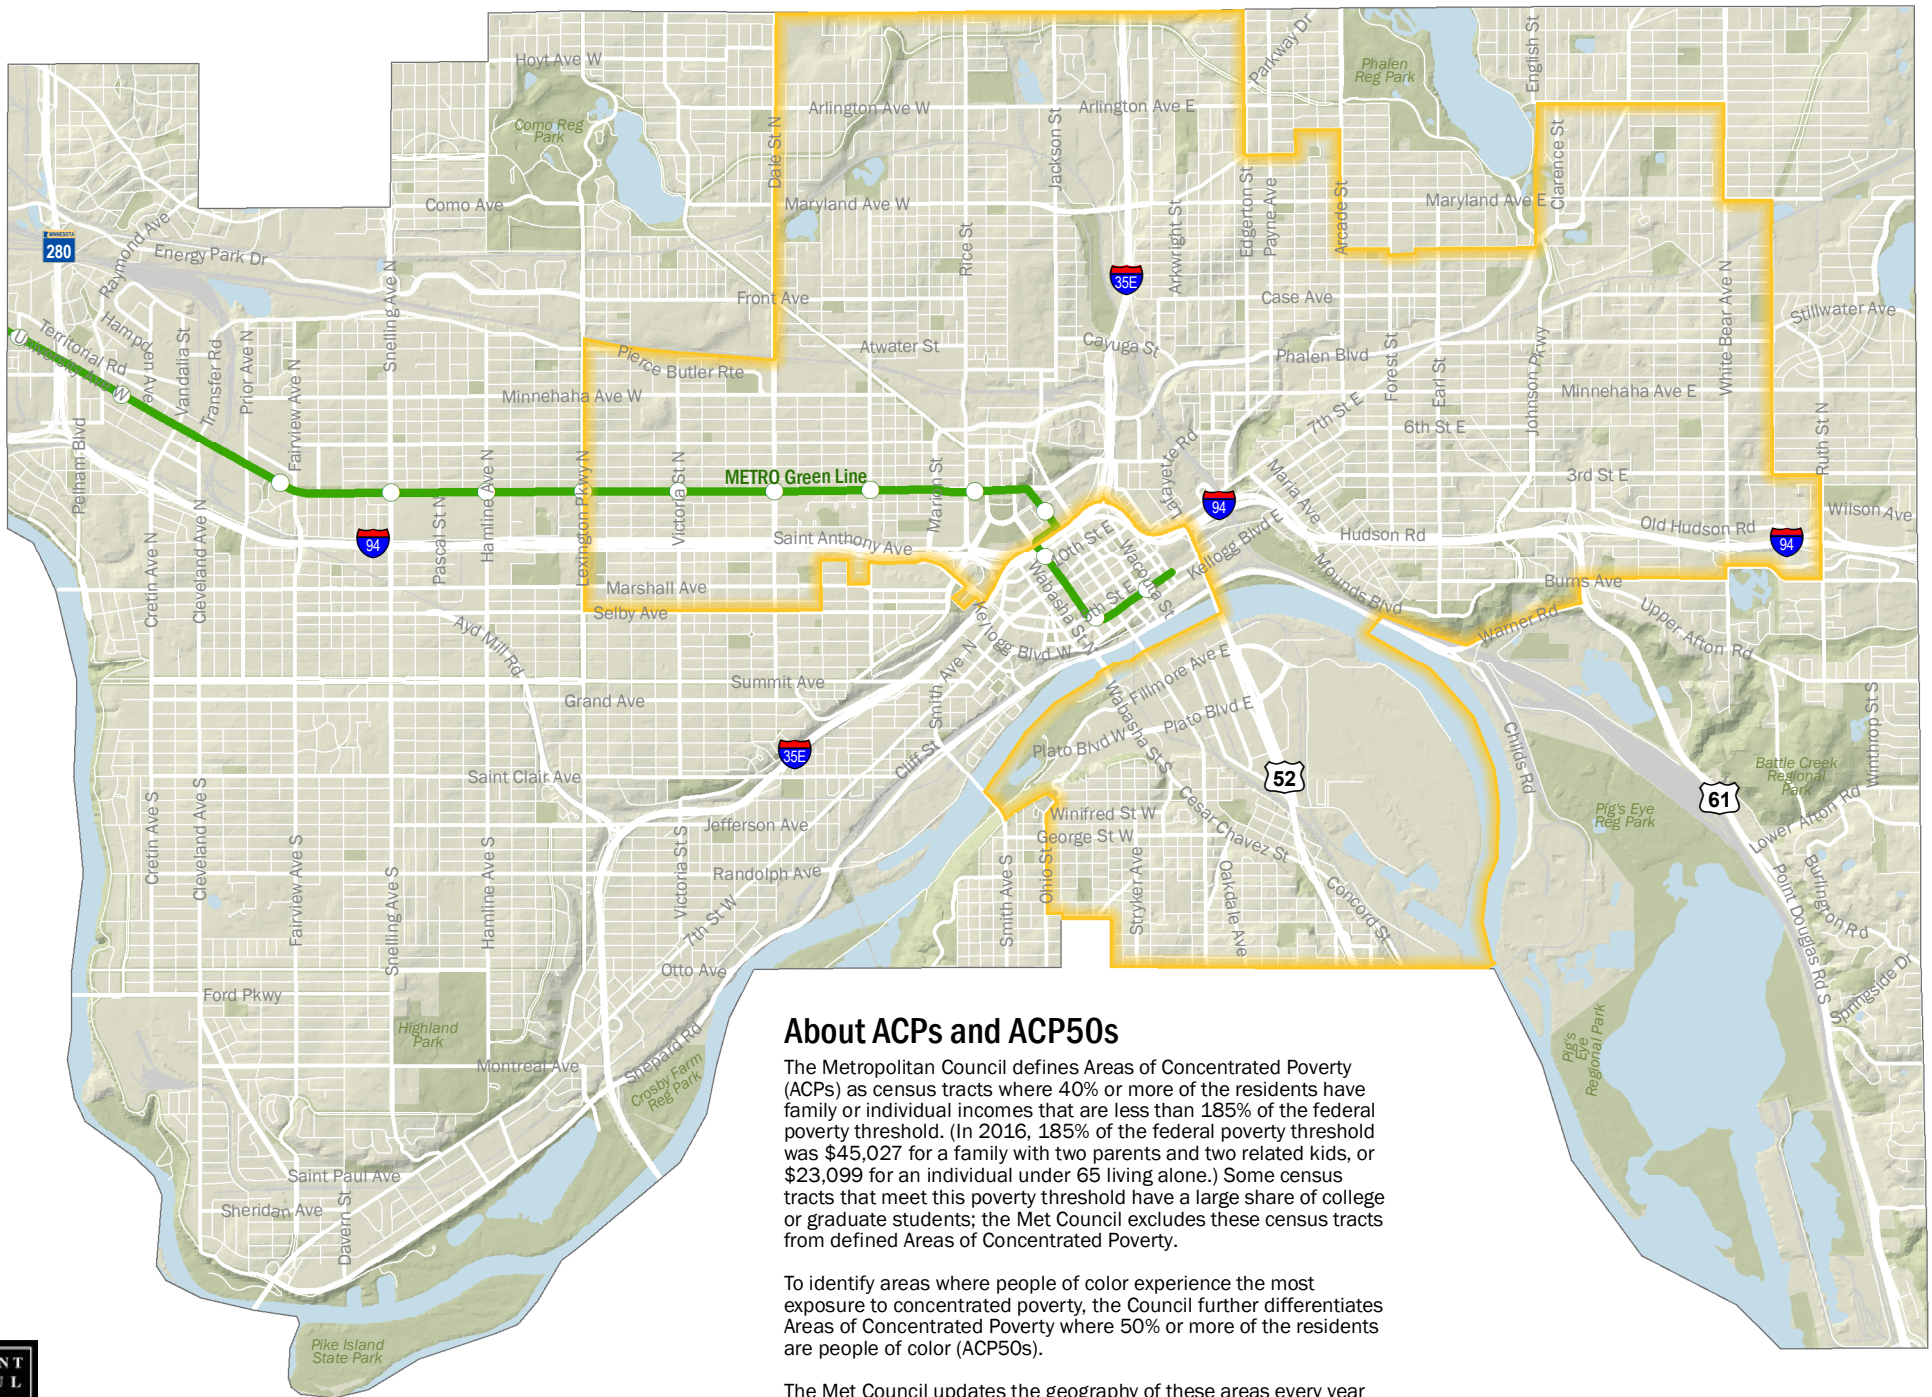 Hoyt Ave W
Parkway Dr
English St
Phalen
Reg Park
Como Reg
Park
Dale St N
Arlington Ave W
Jackson St
Arlington Ave E
Clarence St
Como Ave
Maryland Ave W
Rice St
Arkwright St
Edgerton St
Payne Ave
Arcade St
Maryland Ave E
MINNESOTA
280
Raymond Ave
Energy Park Dr
Snelling Ave N
Front Ave
35E
Case Ave
White Bear Ave N
Stillwater Ave
Territorial Rd
University Ave W
Hampden Ave
Vandalia St
Transfer Rd
Prior Ave N
Fairview Ave N
Pierce Butler Rte
Atwater St
Cayuga St
Phalen Blvd
Forest St
Earl St
Johnson Pkwy
Minnehaha Ave W
Minnehaha Ave E
7th St E
6th St E
Ruth St N
Pelham Blvd
Hamline Ave N
Lexington Pkwy N
Victoria St N
METRO Green Line
Marion St
Lafayette Rd
94
Maria Ave
3rd St E
Wilson Ave
Cretin Ave N
Cleveland Ave N
94
Pascal St N
Saint Anthony Ave
10th St E
Wacouta St
Kellogg Blvd E
Hudson Rd
Old Hudson Rd
94
Marshall Ave
Selby Ave
Wabasha St N
5th St E
Mounds Blvd
Burns Ave
Warner Rd
Upper Afton Rd
Ayd Mill Rd
Kellogg Blvd W
Summit Ave
Grand Ave
Smith Ave N
Fillmore Ave E
Wabasha St S
Plato Blvd E
Plato Blvd W
Winthrop St S
35E
Cliff St
Saint Clair Ave
52
Childs Rd
61
Battle Creek
Regional
Park
Cretin Ave S
Cleveland Ave S
Fairview Ave S
Snelling Ave S
Hamline Ave S
Victoria St S
Jefferson Ave
Randolph Ave
Winifred St W
George St W
Cesar Chavez St
Pig's Eye
Reg Park
Lower Afton Rd
Burlington Rd
Smith Ave S
Ohio St
Stryker Ave
Oakdale Ave
Concord St
Point Douglas Rd S
7th St W
Otto Ave
Springside Dr
Ford Pkwy
Highland
Park
Montreal Ave
Shepard Rd
Crosby Farm
Reg Park
Pig's
Eye
Regional Park
Saint Paul Ave
Sheridan Ave
Davern St
Pike Island
State Park
NT
UL
About ACPs and ACP50s
The Metropolitan Council defines Areas of Concentrated Poverty
(ACPs) as census tracts where 40% or more of the residents have
family or individual incomes that are less than 185% of the federal
poverty threshold. (In 2016, 185% of the federal poverty threshold
was $45,027 for a family with two parents and two related kids, or
$23,099 for an individual under 65 living alone.) Some census
tracts that meet this poverty threshold have a large share of college
or graduate students; the Met Council excludes these census tracts
from defined Areas of Concentrated Poverty.
To identify areas where people of color experience the most
exposure to concentrated poverty, the Council further differentiates
Areas of Concentrated Poverty where 50% or more of the residents
are people of color (ACP50s).
The Met Council updates the geography of these areas every year